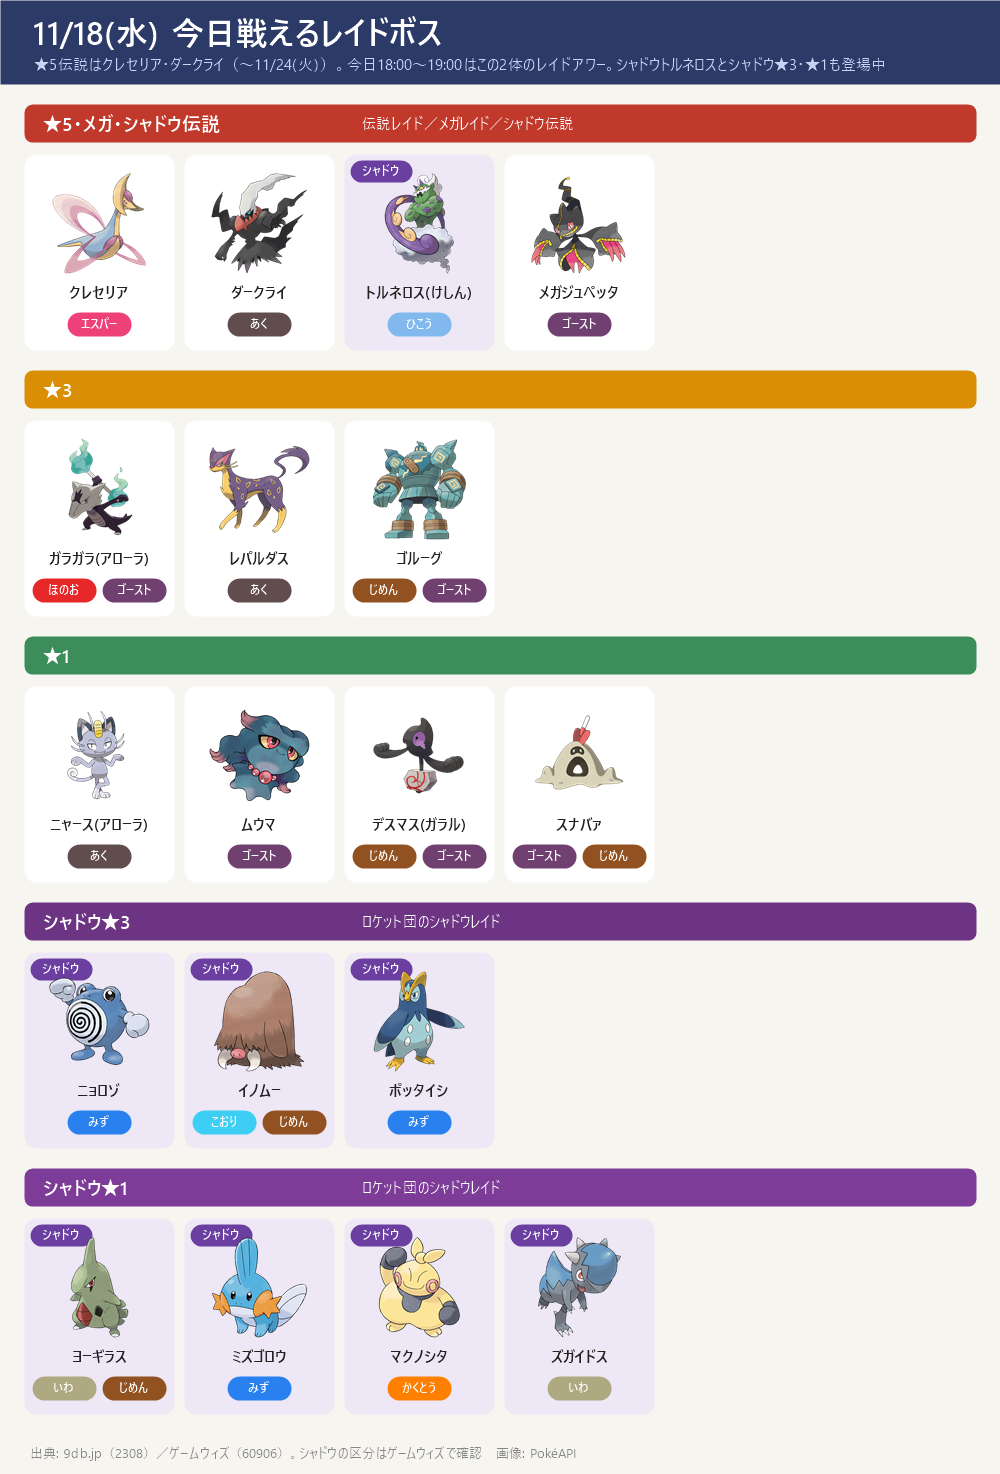 11/18(水) 今日戦えるレイドボス
★5伝説はクレセリア・ダークライ（〜11/24(火)）。今日18:00〜19:00はこの2体のレイドアワー。シャドウトルネロスとシャドウ★3・★1も登場中
★5・メガ・シャドウ伝説 伝説レイド／メガレイド／シャドウ伝説
シャドウ
クレセリア ダークライ トルネロス(けしん) メガジュペッタ
エスパー あく ひこう ゴースト
★3
ガラガラ(アローラ) レパルダス ゴルーグ
ほのお ゴースト あく じめん ゴースト
★1
ニャース(アローラ) ムウマ デスマス(ガラル) スナバァ
あく ゴースト じめん ゴースト ゴースト じめん
シャドウ★3 ロケット団のシャドウレイド
シャドウ シャドウ シャドウ
ニョロゾ イノムー ポッタイシ
みず こおり じめん みず
シャドウ★1 ロケット団のシャドウレイド
シャドウ シャドウ シャドウ シャドウ
ヨーギラス ミズゴロウ マクノシタ ズガイドス
いわ じめん みず かくとう いわ
出典: 9db.jp（2308）／ゲームウィズ（60906）。シャドウの区分はゲームウィズで確認 画像: PokéAPI